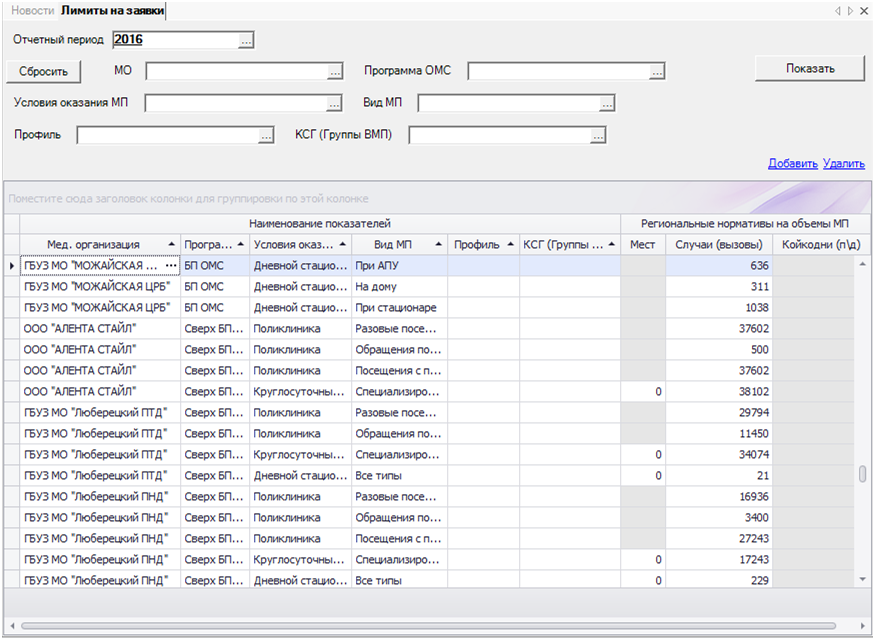 Новости Лимиты на заявки
Отчетный период 2016 ...
Сбросить МО ... Программа ОМС ... Показать
Условия оказания МП ... Вид МП ...
Профиль ... КСГ (Группы ВМП) ...
Добавить Удалить
Поместите сюда заголовок колонки для группировки по этой колонке
Наименование показателей Региональные нормативы на объемы МП
Мед. организация Програ... Условия оказ... Вид МП Профиль КСГ (Группы ... Мест Случаи (вызовы) Койкодни (п\д)
ГБУЗ МО "МОЖАЙСКАЯ ... ... БП ОМС Дневной стацио... При АПУ 636
ГБУЗ МО "МОЖАЙСКАЯ ЦРБ" БП ОМС Дневной стацио... На дому 311
ГБУЗ МО "МОЖАЙСКАЯ ЦРБ" БП ОМС Дневной стацио... При стационаре 1038
ООО "АЛЕНТА СТАЙЛ" Сверх БП... Поликлиника Разовые посе... 37602
ООО "АЛЕНТА СТАЙЛ" Сверх БП... Поликлиника Обращения по... 500
ООО "АЛЕНТА СТАЙЛ" Сверх БП... Поликлиника Посещения с п... 37602
ООО "АЛЕНТА СТАЙЛ" Сверх БП... Круглосуточны... Специализиро... 0 38102
ГБУЗ МО "Люберецкий ПТД" Сверх БП... Поликлиника Разовые посе... 29794
ГБУЗ МО "Люберецкий ПТД" Сверх БП... Поликлиника Обращения по... 11450
ГБУЗ МО "Люберецкий ПТД" Сверх БП... Круглосуточны... Специализиро... 0 34074
ГБУЗ МО "Люберецкий ПТД" Сверх БП... Дневной стацио... Все типы 0 21
ГБУЗ МО "Люберецкий ПНД" Сверх БП... Поликлиника Разовые посе... 16936
ГБУЗ МО "Люберецкий ПНД" Сверх БП... Поликлиника Обращения по... 3400
ГБУЗ МО "Люберецкий ПНД" Сверх БП... Поликлиника Посещения с п... 27243
ГБУЗ МО "Люберецкий ПНД" Сверх БП... Круглосуточны... Специализиро... 0 17243
ГБУЗ МО "Люберецкий ПНД" Сверх БП... Дневной стацио... Все типы 0 229